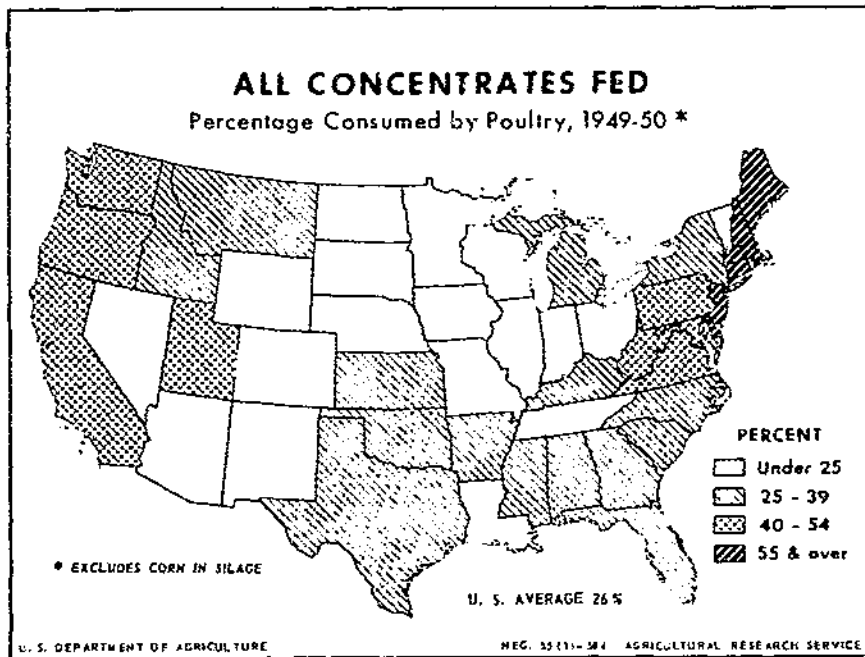 ALL CONCENTRATES FED
Percentage Consumed by Poultry, 1949-50 *
PERCENT
Under 25
25 - 39
40 - 54
55 & over
* EXCLUDES CORN IN SILAGE
U. S. AVERAGE 26%
U. S. DEPARTMENT OF AGRICULTURE
NEG. AGRICULTURAL RESEARCH SERVICE